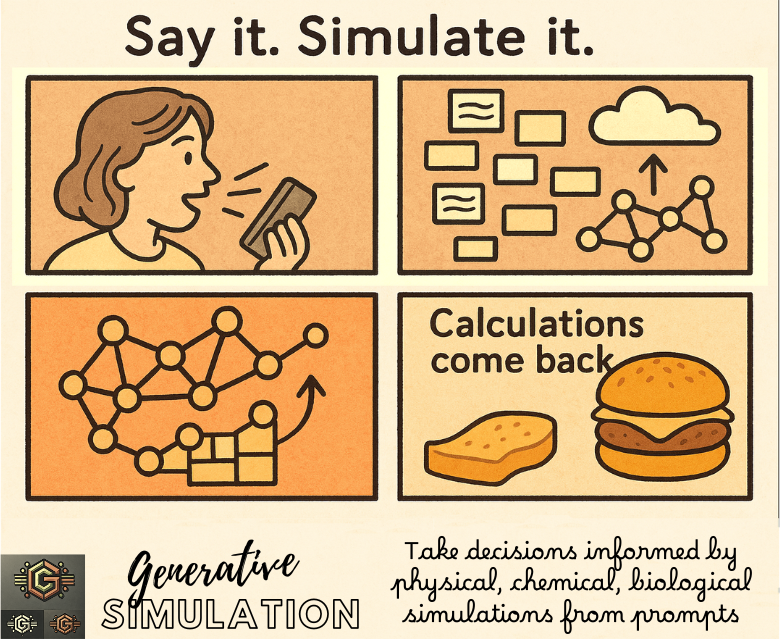 Say it. Simulate it.
Calculations
come back
Generative
SIMULATION
Take decisions informed by
physical, chemical, biological
simulations from prompts
G
G
G